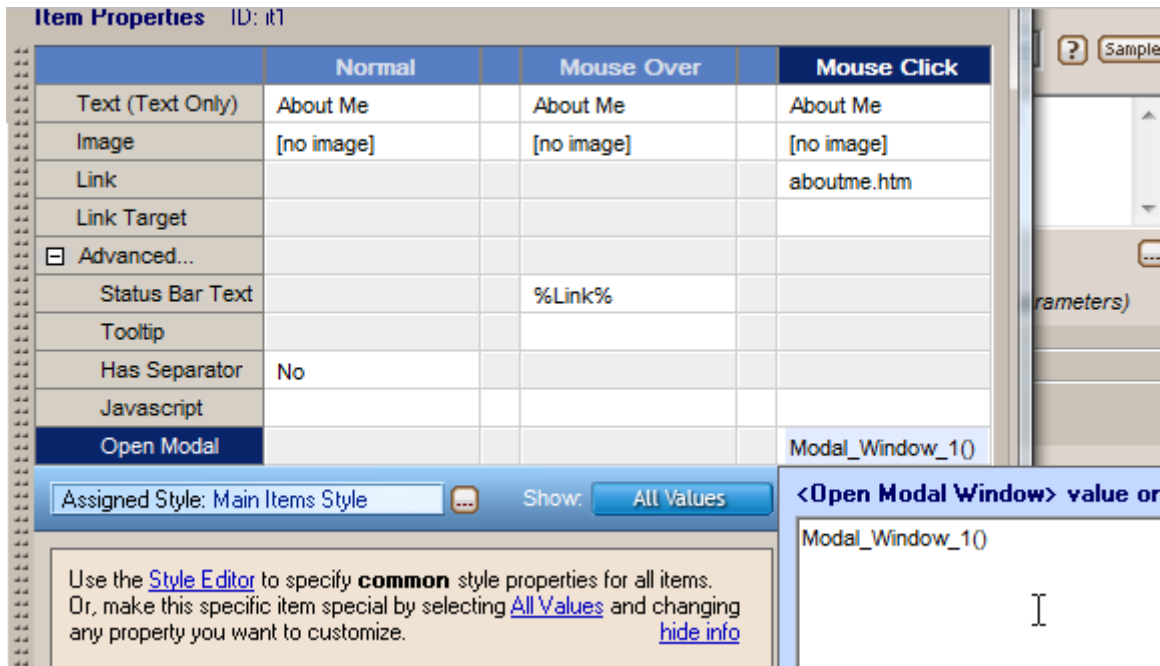 Item Properties ID: it1
? Sample
Normal Mouse Over Mouse Click
Text (Text Only) About Me About Me About Me
Image [no image] [no image] [no image]
Link aboutme.htm
Link Target
Advanced...
Status Bar Text %Link%
rameters)
Tooltip
Has Separator No
Javascript
Open Modal Modal_Window_1()
Assigned Style: Main Items Style ... Show: All Values
<Open Modal Window> value or
Modal_Window_1()
Use the Style Editor to specify common style properties for all items.
Or, make this specific item special by selecting All Values and changing
any property you want to customize. hide info